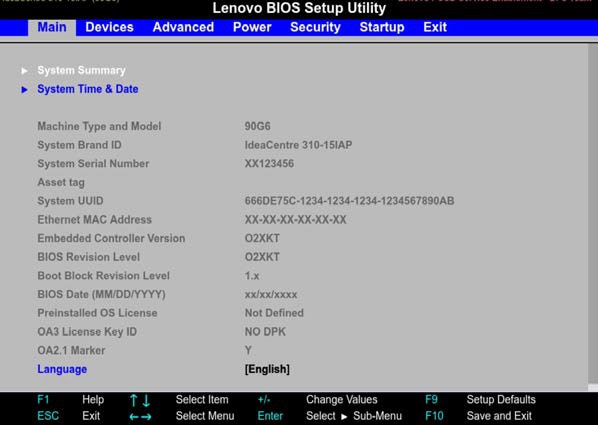 Lenovo BIOS Setup Utility
Main Devices Advanced Power Security Startup Exit
▶ System Summary
▶ System Time & Date
Machine Type and Model 90G6
System Brand ID IdeaCentre 310-15IAP
System Serial Number XX123456
Asset tag
System UUID 666DE75C-1234-1234-1234-1234567890AB
Ethernet MAC Address XX-XX-XX-XX-XX-XX
Embedded Controller Version O2XKT
BIOS Revision Level O2XKT
Boot Block Revision Level 1.x
BIOS Date (MM/DD/YYYY) xx/xx/xxxx
Preinstalled OS License Not Defined
OA3 License Key ID NO DPK
OA2.1 Marker Y
Language [English]
F1 Help ↑↓ Select Item +/- Change Values F9 Setup Defaults
ESC Exit ←→ Select Menu Enter Select ▶ Sub-Menu F10 Save and Exit